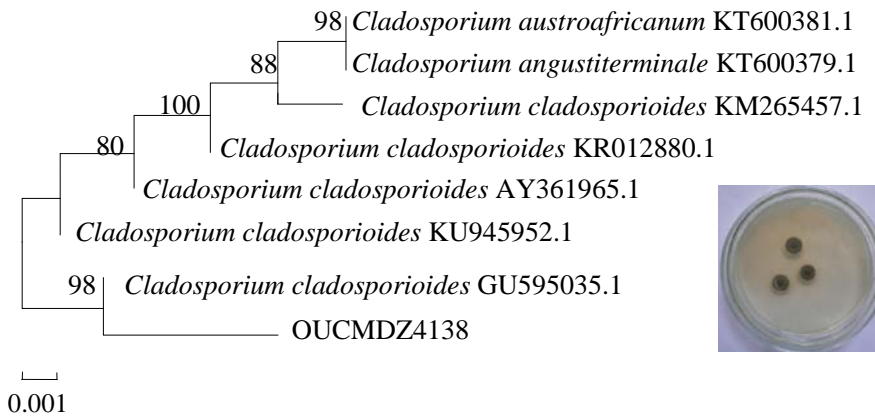 98 Cladosporium austroafricanum KT600381.1
Cladosporium angustiterminale KT600379.1
88
Cladosporium cladosporioides KM265457.1
100
Cladosporium cladosporioides KR012880.1
80
Cladosporium cladosporioides AY361965.1
Cladosporium cladosporioides KU945952.1
98 Cladosporium cladosporioides GU595035.1
OUCMDZ4138
0.001